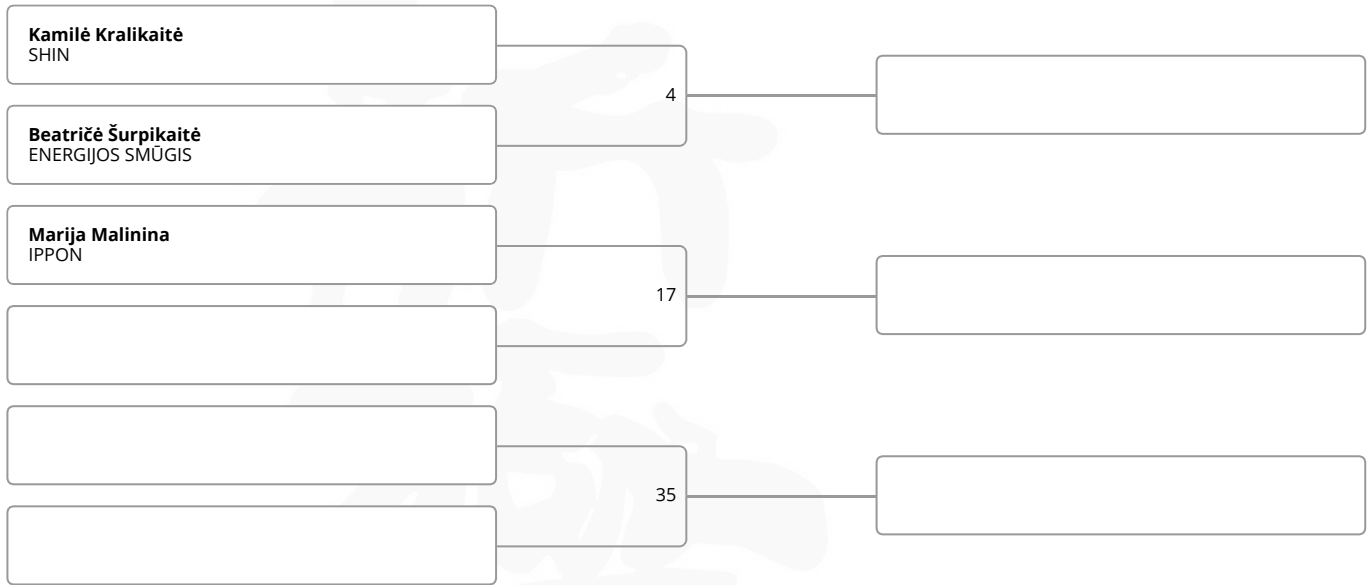 Kamilė Kralikaitė
SHIN
4
Beatričė Šurpikaitė
ENERGIJOS SMŪGIS
Marija Malinina
IPPON
17
35